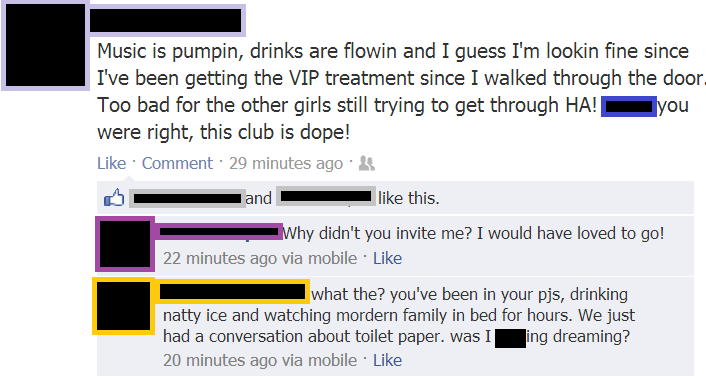 Music is pumpin, drinks are flowin and I guess I'm lookin fine since
I've been getting the VIP treatment since I walked through the door.
Too bad for the other girls still trying to get through HA! you
were right, this club is dope!
Like · Comment · 29 minutes ago ·
and like this.
Why didn't you invite me? I would have loved to go!
22 minutes ago via mobile · Like
what the? you've been in your pjs, drinking
natty ice and watching mordern family in bed for hours. We just
had a conversation about toilet paper. was I ing dreaming?
20 minutes ago via mobile · Like